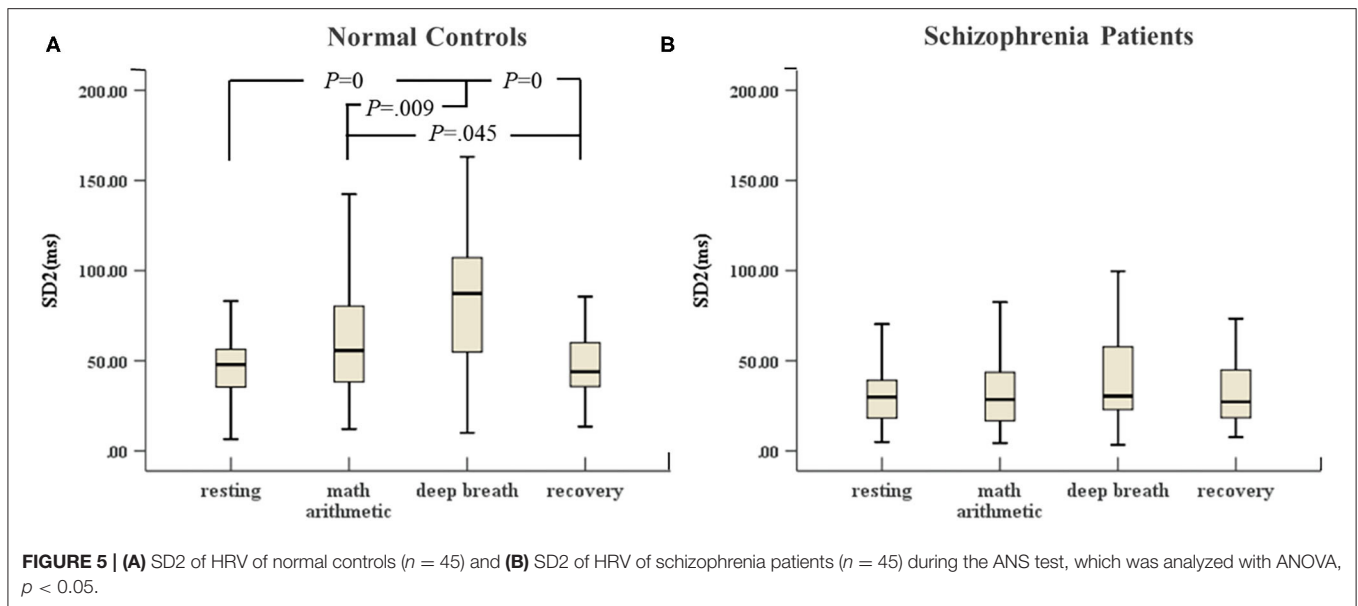 A
Normal Controls
P=0
P=0
P=.009
P=.045
SD2(ms)
200.00
150.00
100.00
50.00
.00
resting
math
arithmetic
deep breath
recovery
B
Schizophrenia Patients
SD2(ms)
200.00
150.00
100.00
50.00
.00
resting
math
arithmetic
deep breath
recovery
FIGURE 5 | (A) SD2 of HRV of normal controls (n = 45) and (B) SD2 of HRV of schizophrenia patients (n = 45) during the ANS test, which was analyzed with ANOVA,
p < 0.05.